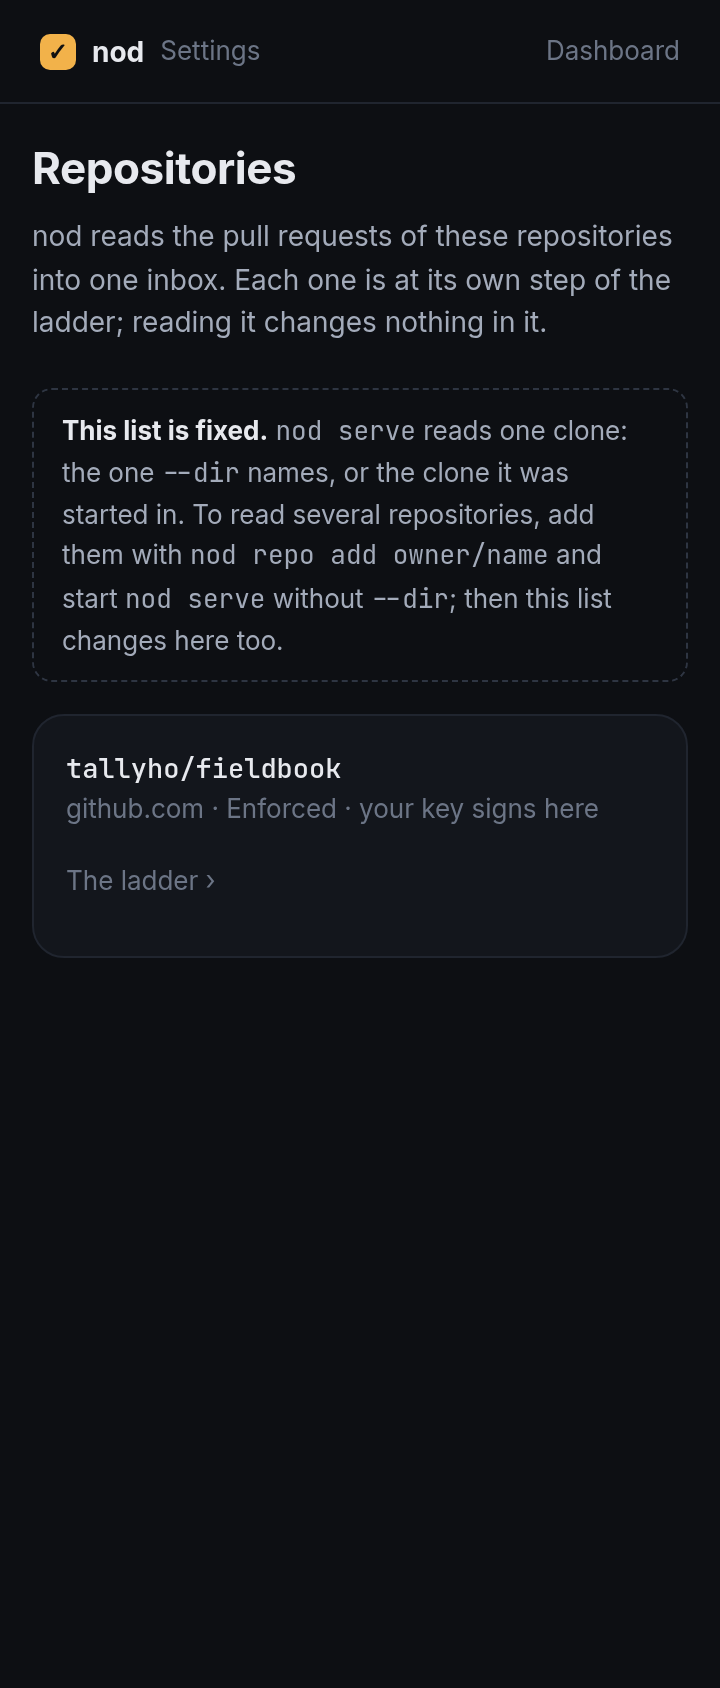 ✓ nod Settings Dashboard
Repositories
nod reads the pull requests of these repositories
into one inbox. Each one is at its own step of the
ladder; reading it changes nothing in it.
This list is fixed. nod serve reads one clone:
the one --dir names, or the clone it was
started in. To read several repositories, add
them with nod repo add owner/name and
start nod serve without --dir; then this list
changes here too.
tallyho/fieldbook
github.com · Enforced · your key signs here
The ladder ›